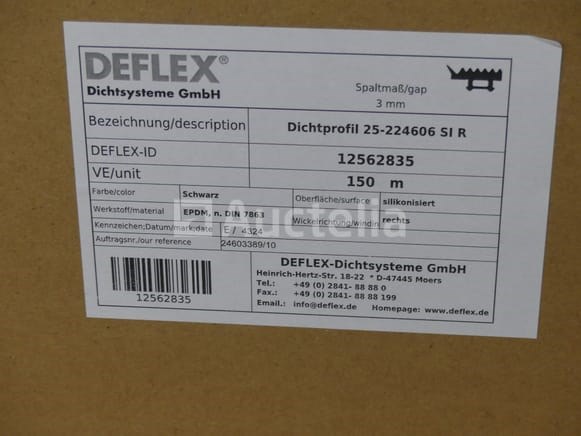 DEFLEX®
Dichtsysteme GmbH
Spaltmaß/gap
3 mm
Bezeichnung/description Dichtprofil 25-224606 SI R
DEFLEX-ID 12562835
VE/unit 150 m
Farbe/color Schwarz Oberfläche/surface silikonisiert
Werkstoff/material EPDM, n. DIN 7863 Wickelrichtung/windin rechts
Kennzeichen;Datum/mark;date E / 4324
Auftragsnr./our reference 24603389/10
Auctelia
12562835
DEFLEX-Dichtsysteme GmbH
Heinrich-Hertz-Str. 18-22 * D-47445 Moers
Tel.: +49 (0) 2841- 88 88 0
Fax.: +49 (0) 2841- 88 88 199
Email.: info@deflex.de Homepage: www.deflex.de